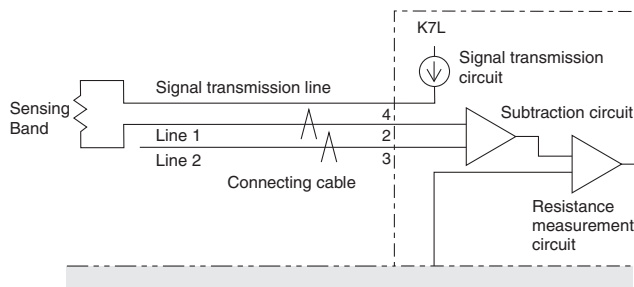 K7L
Signal transmission
circuit
Signal transmission line
Sensing
Band
4
Subtraction circuit
Line 1
2
Line 2
3
Connecting cable
Resistance
measurement
circuit